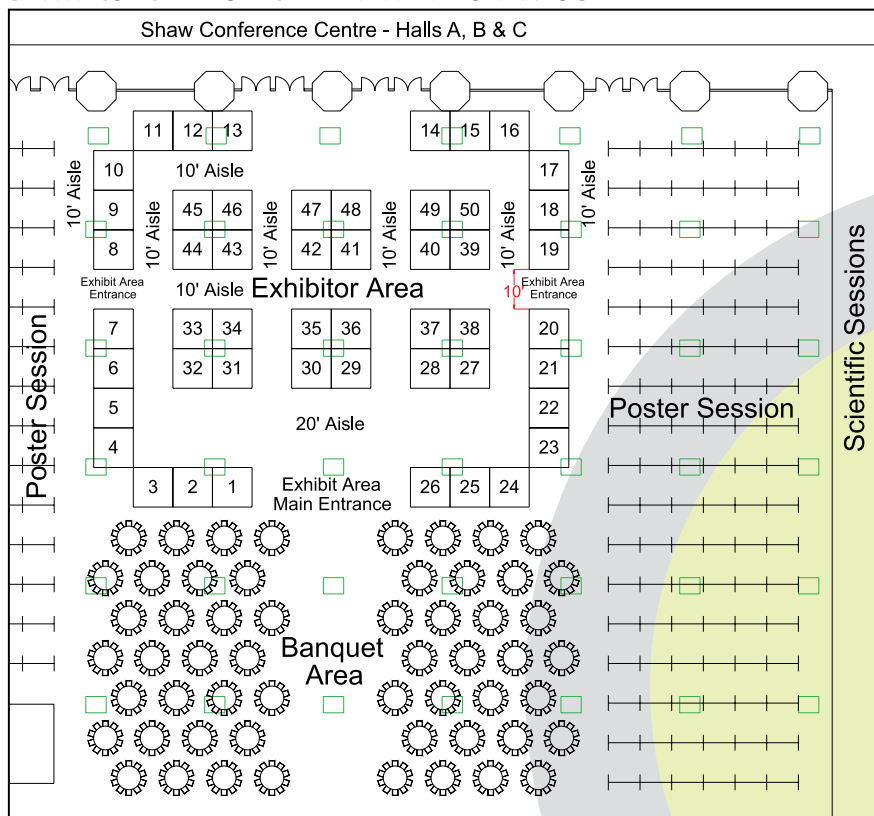 Shaw Conference Centre - Halls A, B & C
11 12 13 14 15 16
10 10' Aisle 17
10' Aisle 10' Aisle
9 45 46 47 48 49 50 18
10' Aisle 10' Aisle 10' Aisle 10' Aisle
8 44 43 42 41 40 39 19
Exhibit Area
Entrance
10' Aisle
Exhibitor Area
10'
Exhibit Area
Entrance
7 33 34 35 36 37 38 20
6 32 31 30 29 28 27 21
5 22
20' Aisle
4 23
Poster Session
Poster Session
Scientific Sessions
3 2 1
Exhibit Area
Main Entrance
26 25 24
Banquet
Area